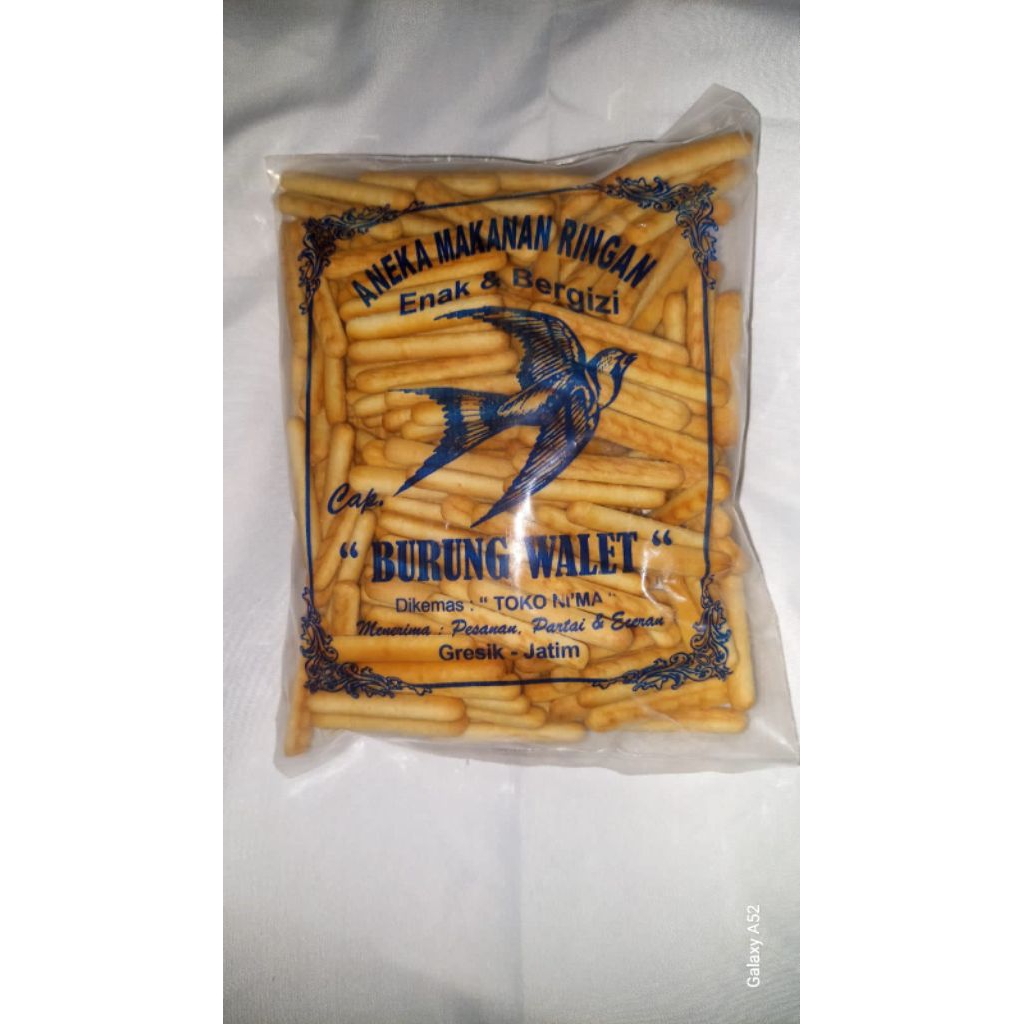 ANEKA MAKANAN RINGAN
Enak & Bergizi
Cap.
“ BURUNG WALET “
Dikemas : “ TOKO NI'MA “
Menerima : Pesanan, Partai & Eceran
Gresik - Jatim
Galaxy A52